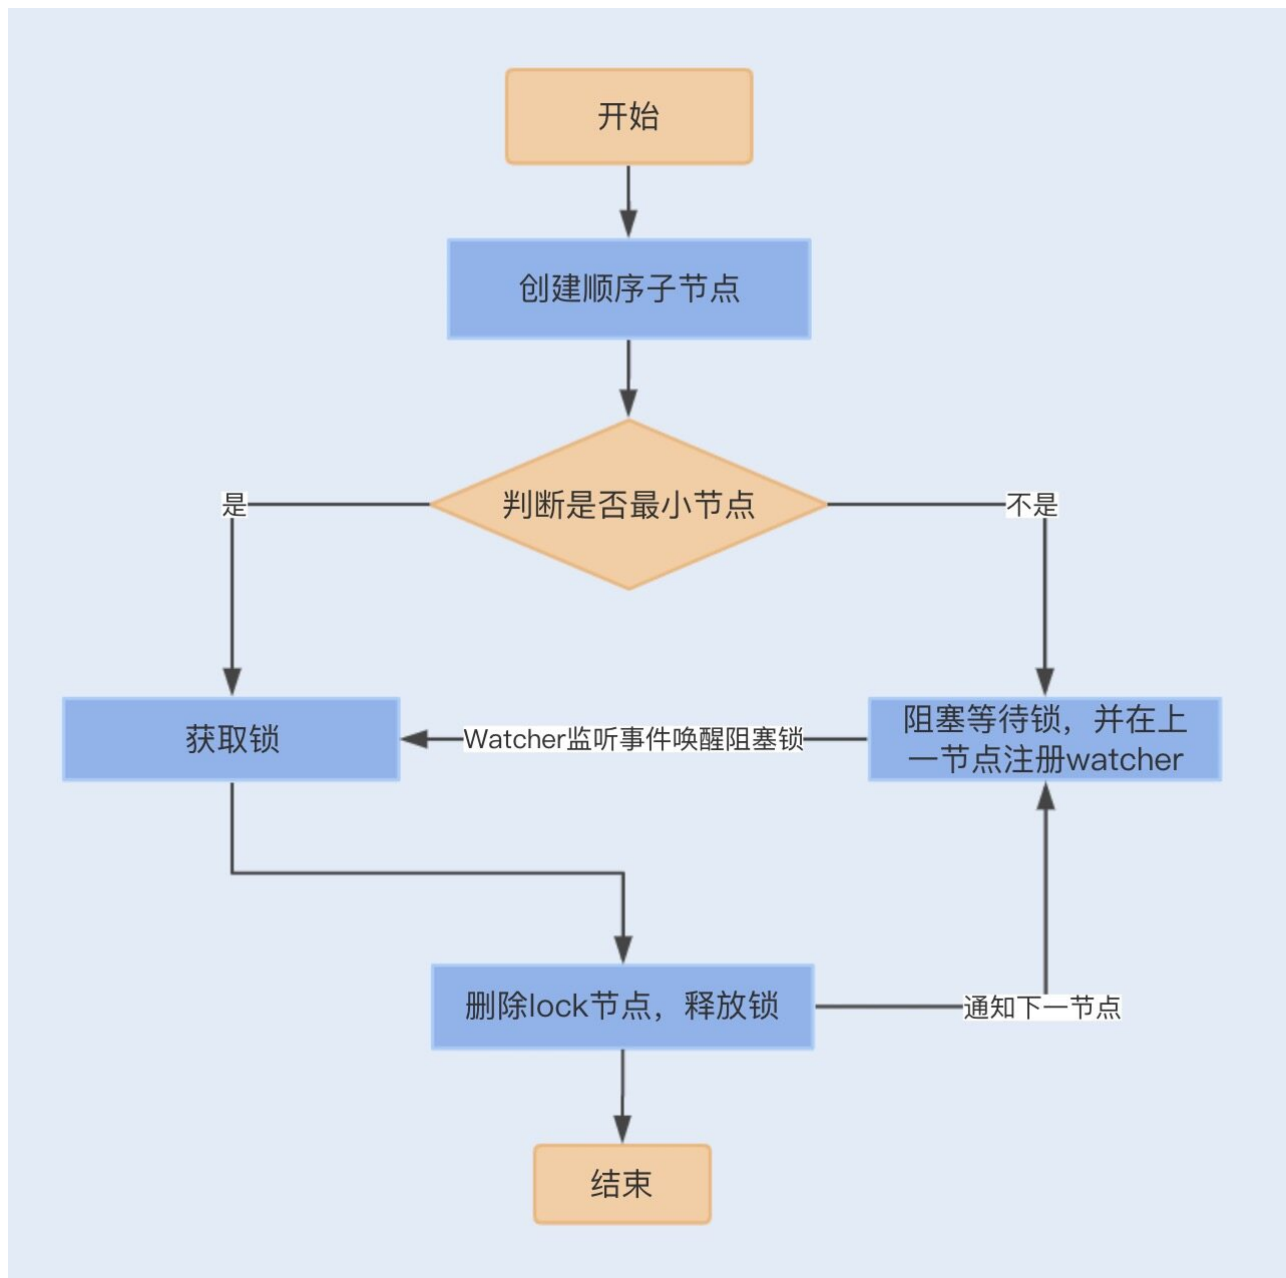 开始
创建顺序子节点
判断是否最小节点
是
不是
获取锁
Watcher监听事件唤醒阻塞锁
阻塞等待锁，并在上
一节点注册watcher
删除lock节点，释放锁
通知下一节点
结束